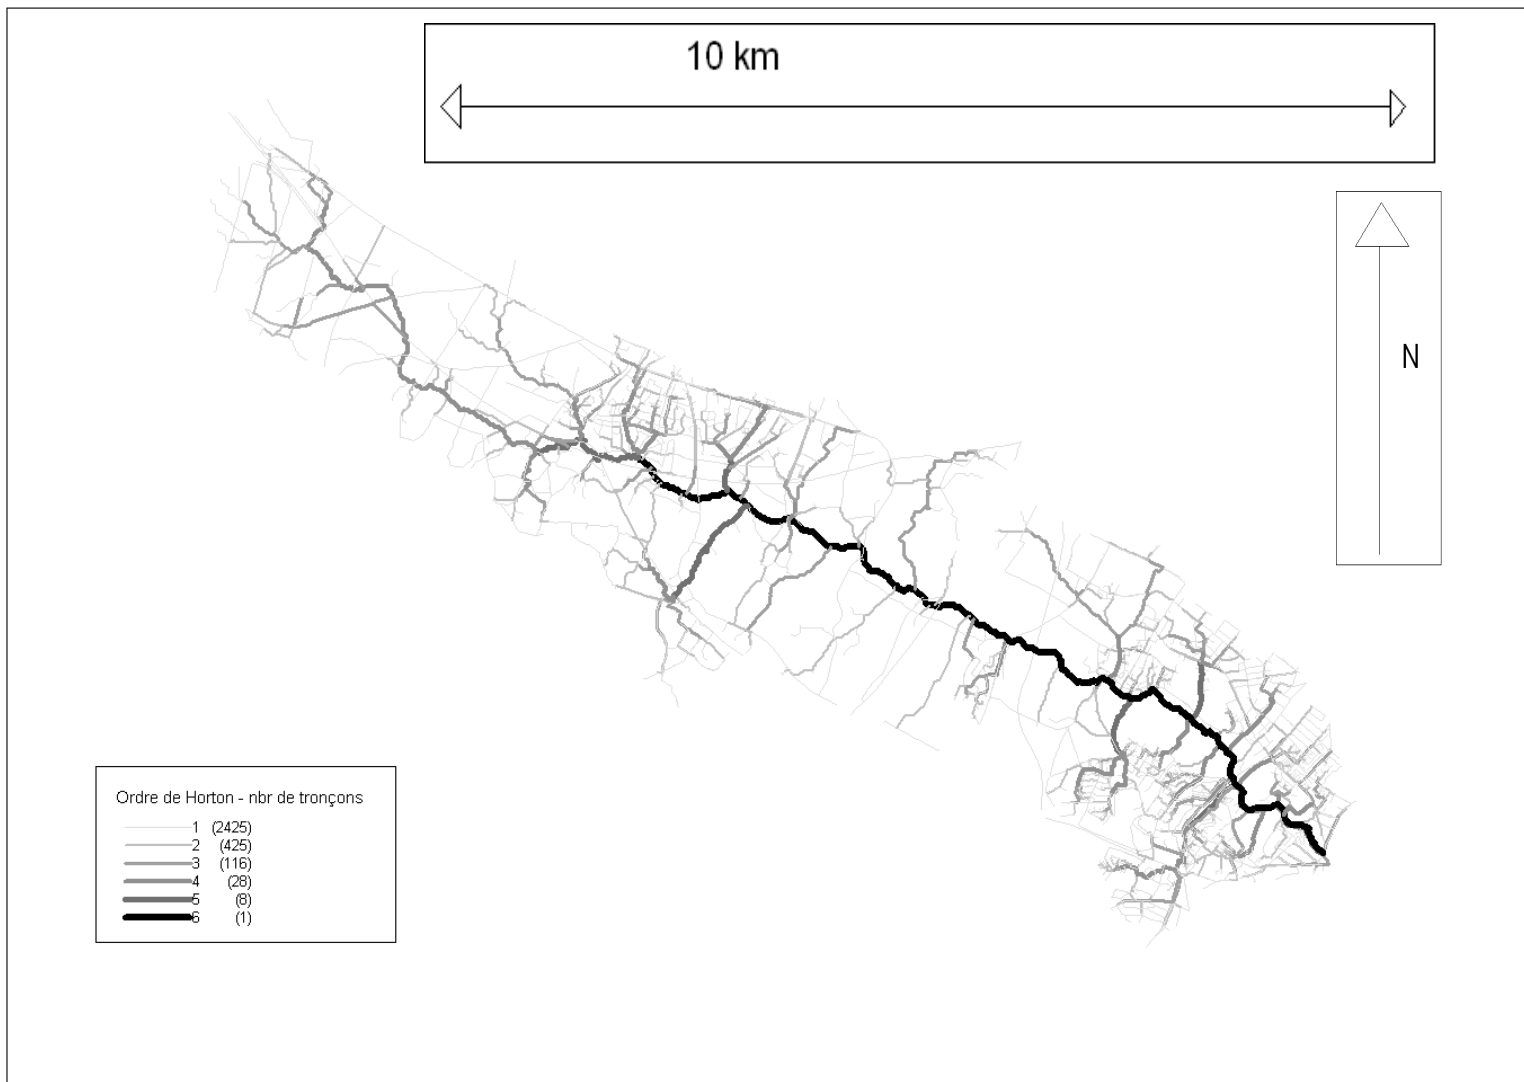 10 km
N
Ordre de Horton - nbr de tronçons
1 (2425)
2 (425)
3 (116)
4 (28)
5 (8)
6 (1)